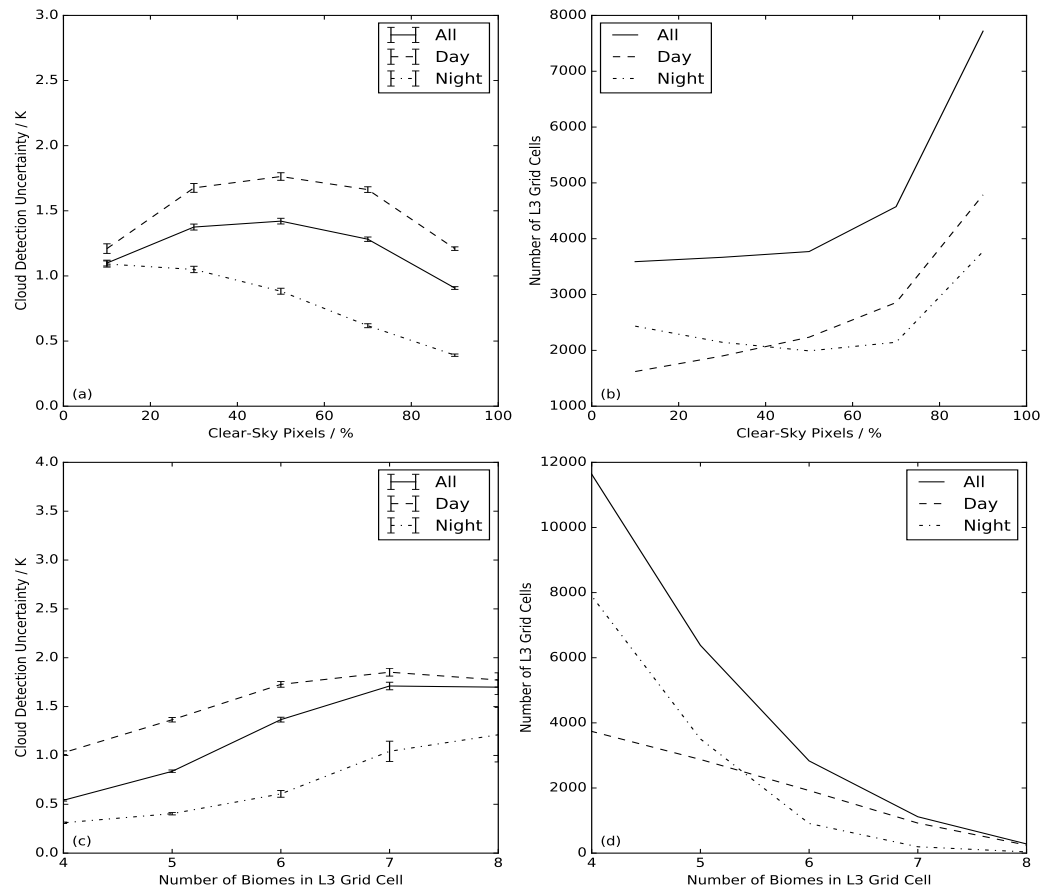 3.0
2.5
2.0
1.5
1.0
0.5
0.0
0 20 40 60 80 100
Cloud Detection Uncertainty / K
Clear-Sky Pixels / %
All
Day
Night
(a)
8000
7000
6000
5000
4000
3000
2000
1000
0 20 40 60 80 100
Number of L3 Grid Cells
Clear-Sky Pixels / %
All
Day
Night
(b)
4.0
3.5
3.0
2.5
2.0
1.5
1.0
0.5
0.0
4 5 6 7 8
Cloud Detection Uncertainty / K
Number of Biomes in L3 Grid Cell
All
Day
Night
(c)
12000
10000
8000
6000
4000
2000
0
4 5 6 7 8
Number of L3 Grid Cells
Number of Biomes in L3 Grid Cell
All
Day
Night
(d)